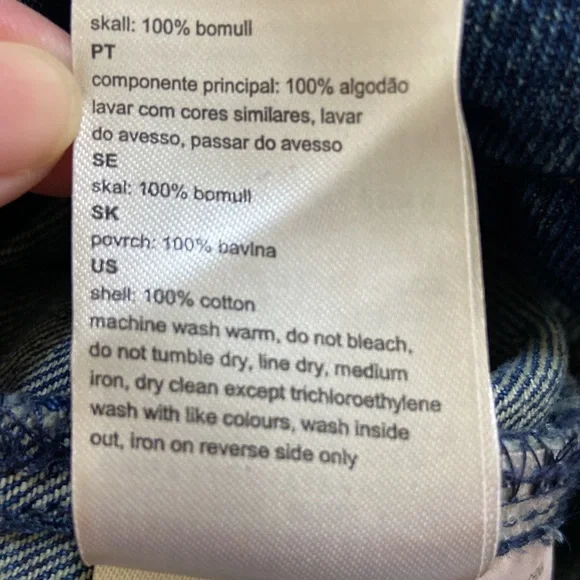 skall: 100% bomull
PT
componente principal: 100% algodão
lavar com cores similares, lavar
do avesso, passar do avesso
SE
skal: 100% bomull
SK
povrch: 100% bavlna
US
shell: 100% cotton
machine wash warm, do not bleach,
do not tumble dry, line dry, medium
iron, dry clean except trichloroethylene
wash with like colours, wash inside
out, iron on reverse side only